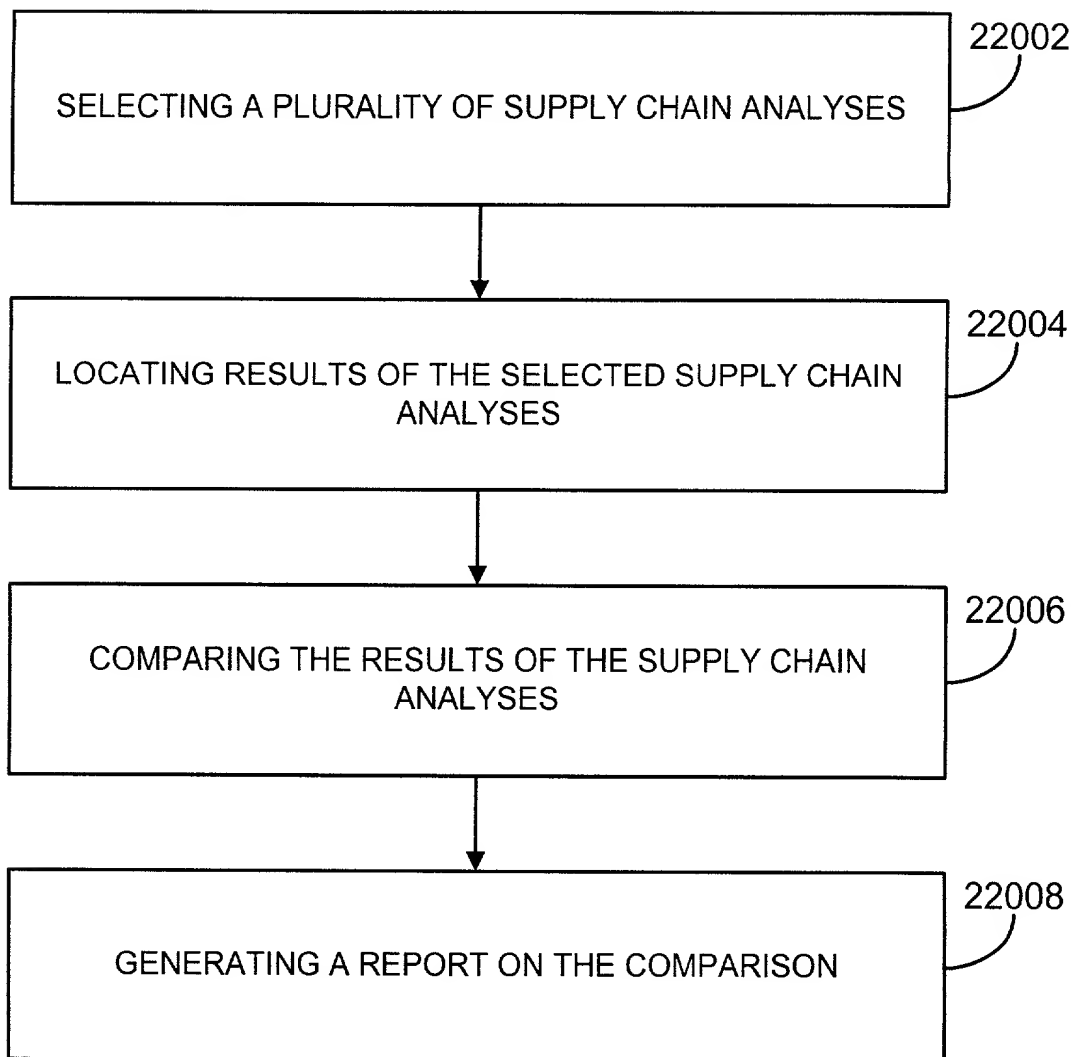 22002
SELECTING A PLURALITY OF SUPPLY CHAIN ANALYSES
22004
LOCATING RESULTS OF THE SELECTED SUPPLY CHAIN
ANALYSES
22006
COMPARING THE RESULTS OF THE SUPPLY CHAIN
ANALYSES
22008
GENERATING A REPORT ON THE COMPARISON